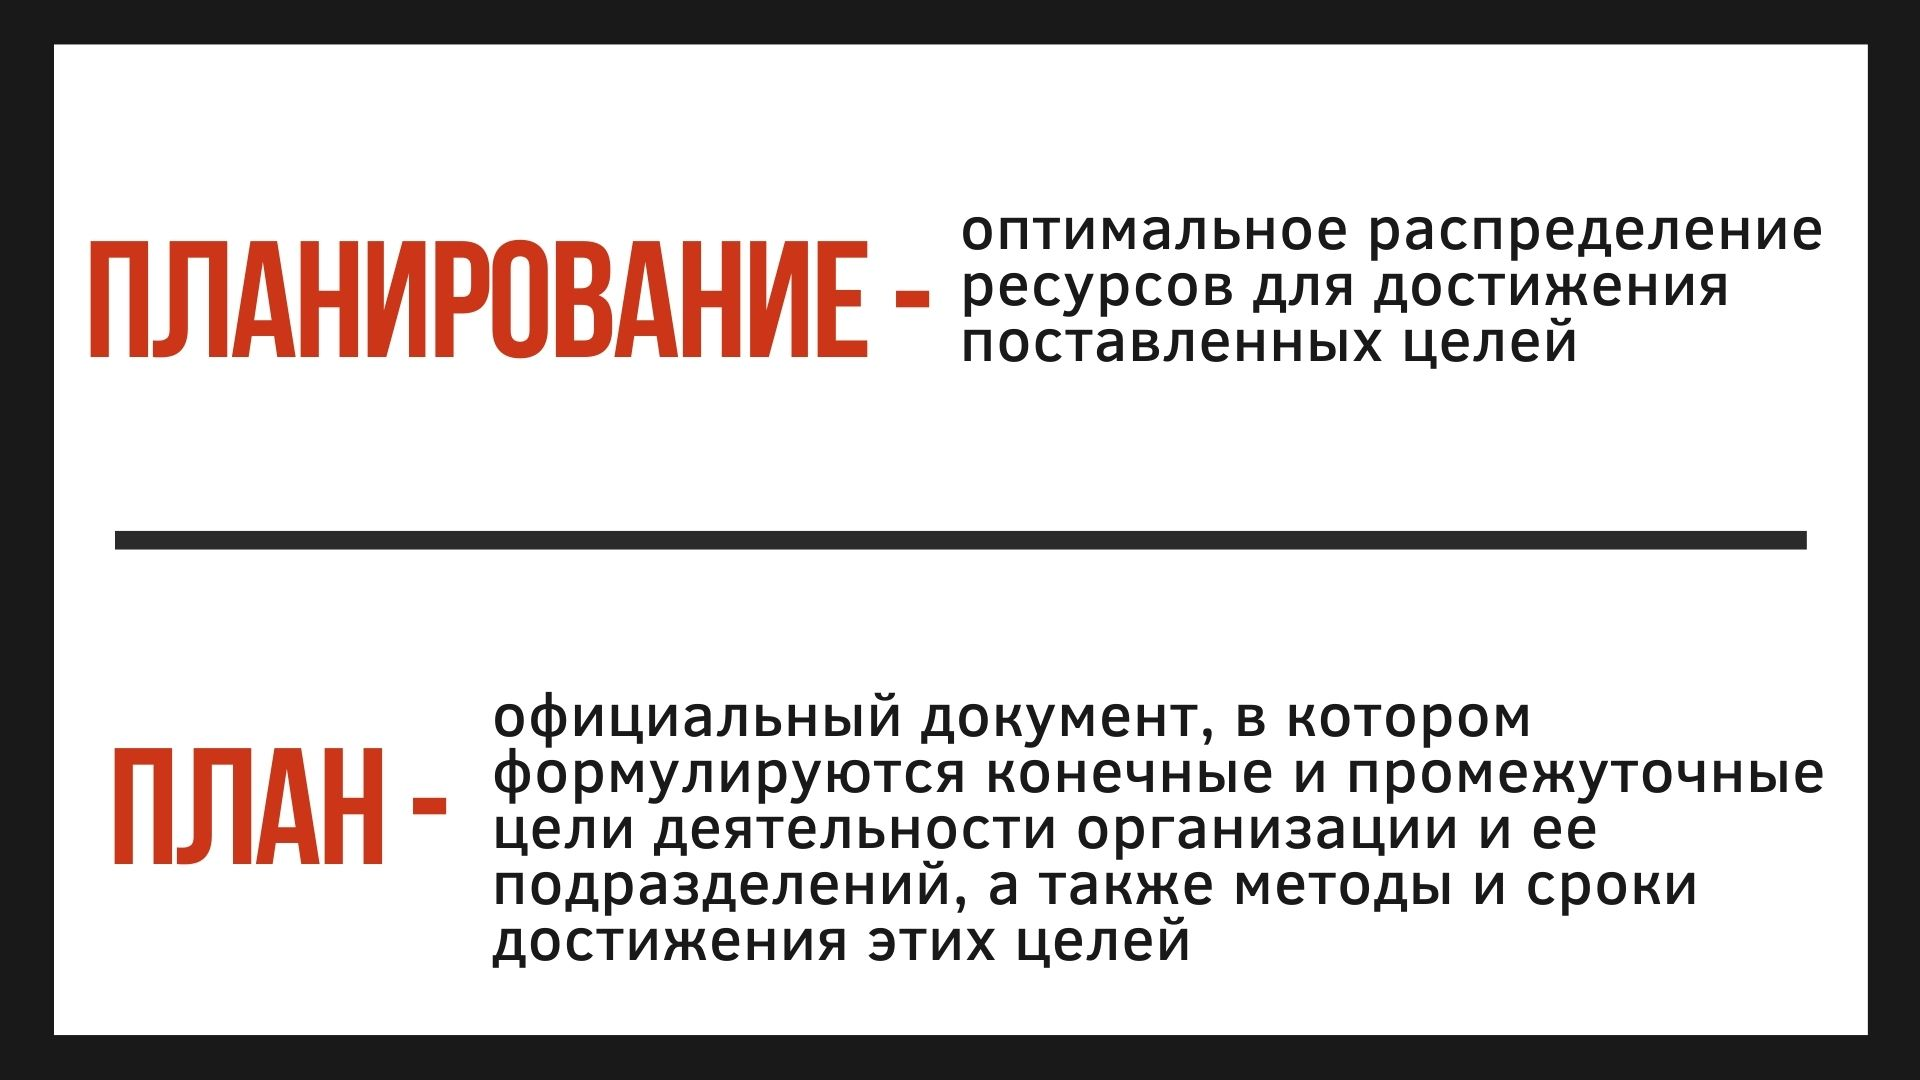 ПЛАНИРОВАНИЕ -
оптимальное распределение
ресурсов для достижения
поставленных целей
ПЛАН -
официальный документ, в котором
формулируются конечные и промежуточные
цели деятельности организации и ее
подразделений, а также методы и сроки
достижения этих целей